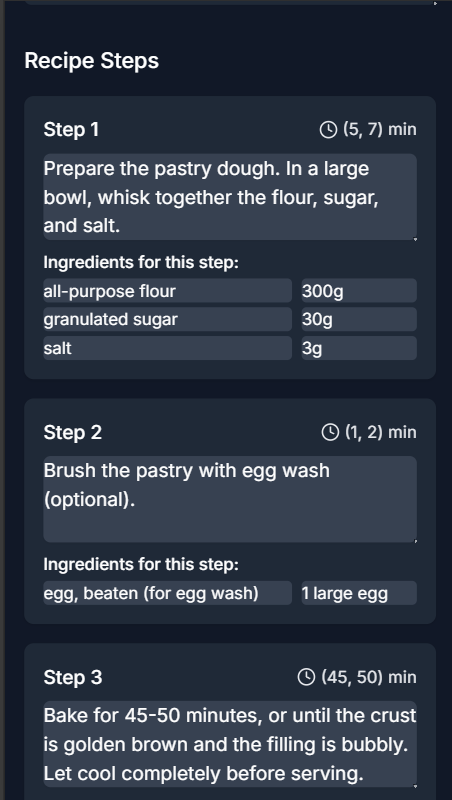 Recipe Steps
Step 1
(5, 7) min
Prepare the pastry dough. In a large
bowl, whisk together the flour, sugar,
and salt.
Ingredients for this step:
all-purpose flour 300g
granulated sugar 30g
salt 3g
Step 2
(1, 2) min
Brush the pastry with egg wash
(optional).
Ingredients for this step:
egg, beaten (for egg wash) 1 large egg
Step 3
(45, 50) min
Bake for 45-50 minutes, or until the crust
is golden brown and the filling is bubbly.
Let cool completely before serving.